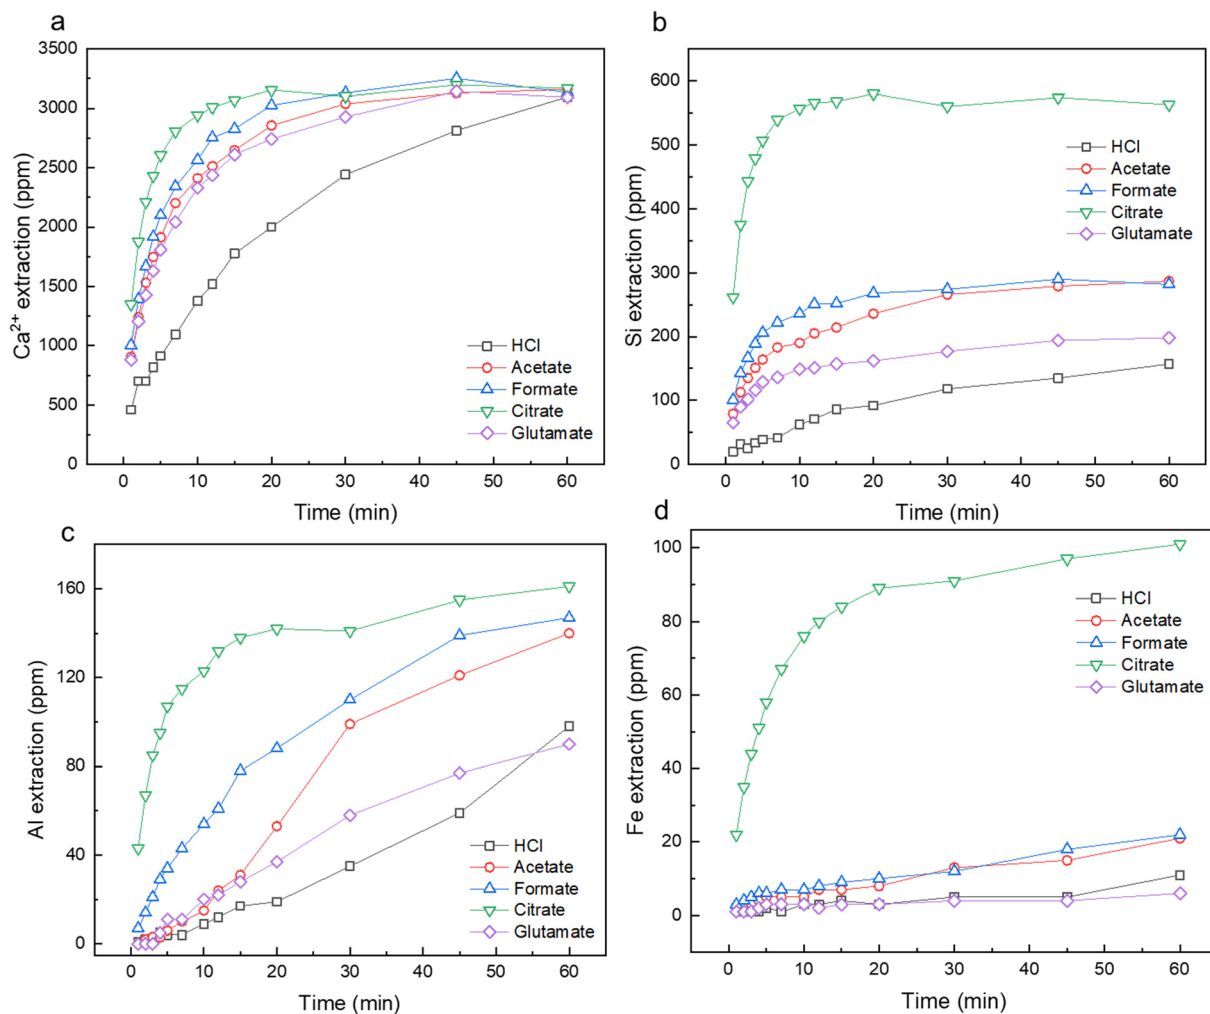 a
3500
3000
2500
2000
1500
1000
500
0
Ca2+ extraction (ppm)
HCl
Acetate
Formate
Citrate
Glutamate
0 10 20 30 40 50 60
Time (min)
b
600
500
400
300
200
100
0
Si extraction (ppm)
HCl
Acetate
Formate
Citrate
Glutamate
0 10 20 30 40 50 60
Time (min)
c
160
120
80
40
0
Al extraction (ppm)
HCl
Acetate
Formate
Citrate
Glutamate
0 10 20 30 40 50 60
Time (min)
d
100
80
60
40
20
0
Fe extraction (ppm)
HCl
Acetate
Formate
Citrate
Glutamate
0 10 20 30 40 50 60
Time (min)